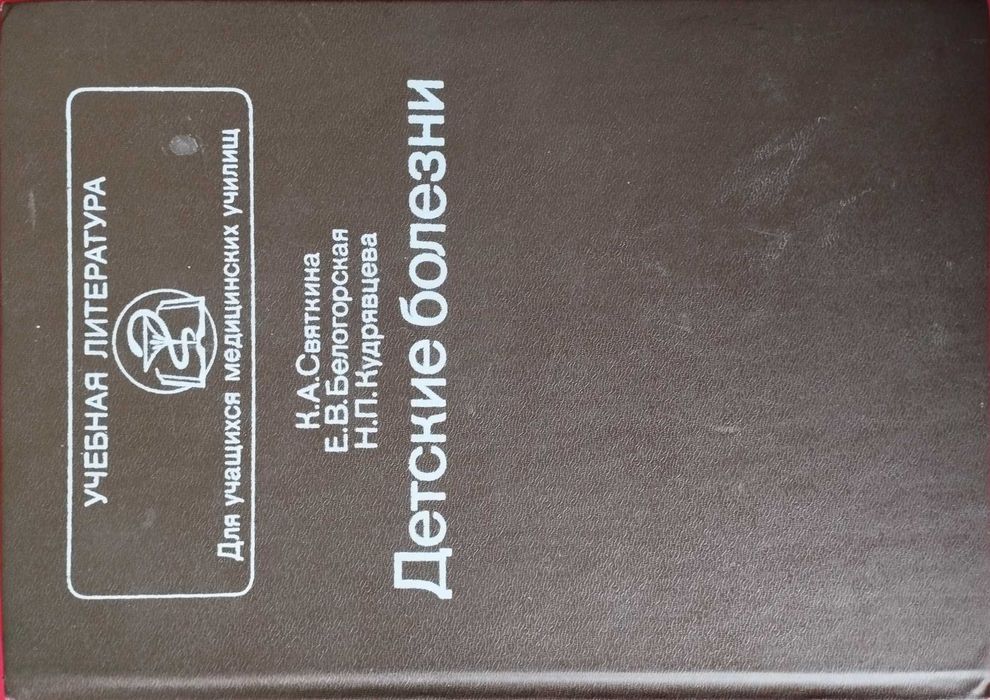 УЧЕБНАЯ ЛИТЕРАТУРА
Для учащихся медицинских училищ
К.А.Святкина
Е.В.Белогорская
Н.П.Кудрявцева
Детские болезни